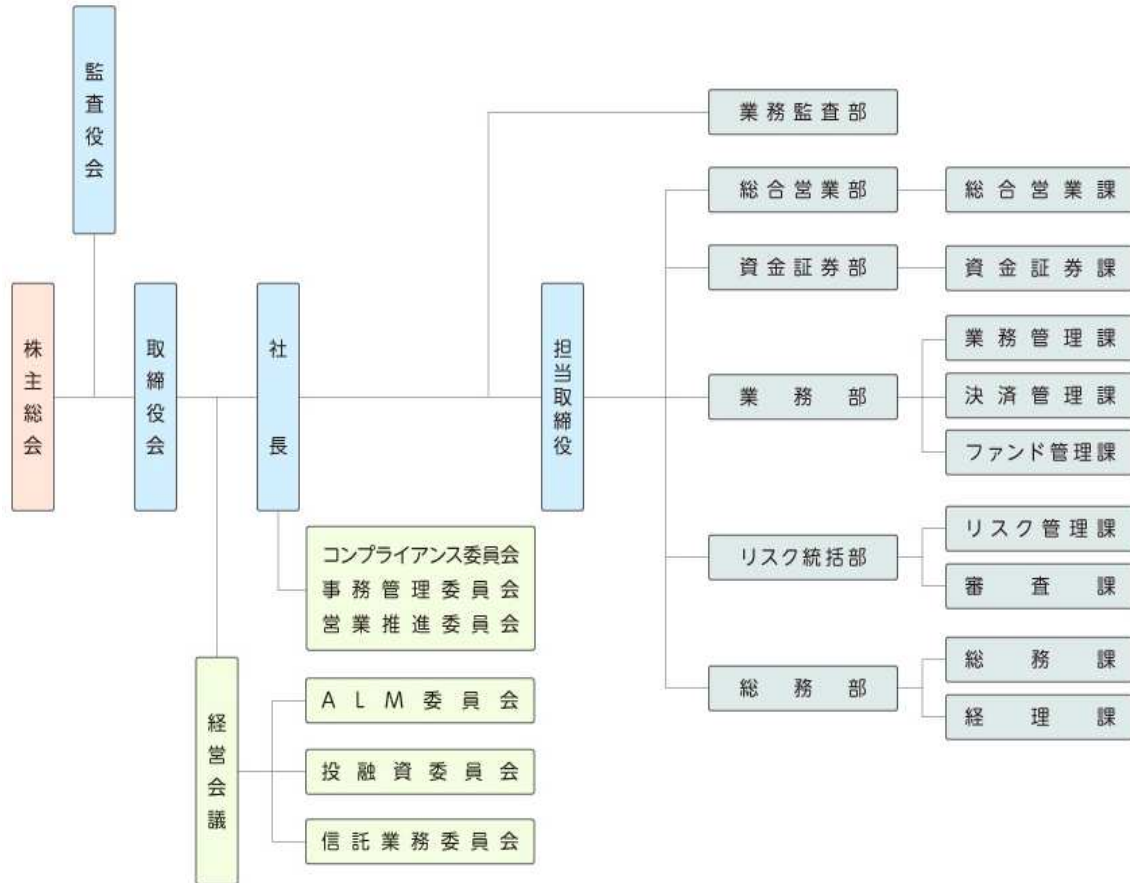 監査役会
株主総会
取締役会
社長
担当取締役
業務監査部
総合営業部
総合営業課
資金証券部
資金証券課
業務部
業務管理課
決済管理課
ファンド管理課
リスク統括部
リスク管理課
審査課
総務部
総務課
経理課
コンプライアンス委員会
事務管理委員会
営業推進委員会
経営会議
ALM委員会
投融資委員会
信託業務委員会